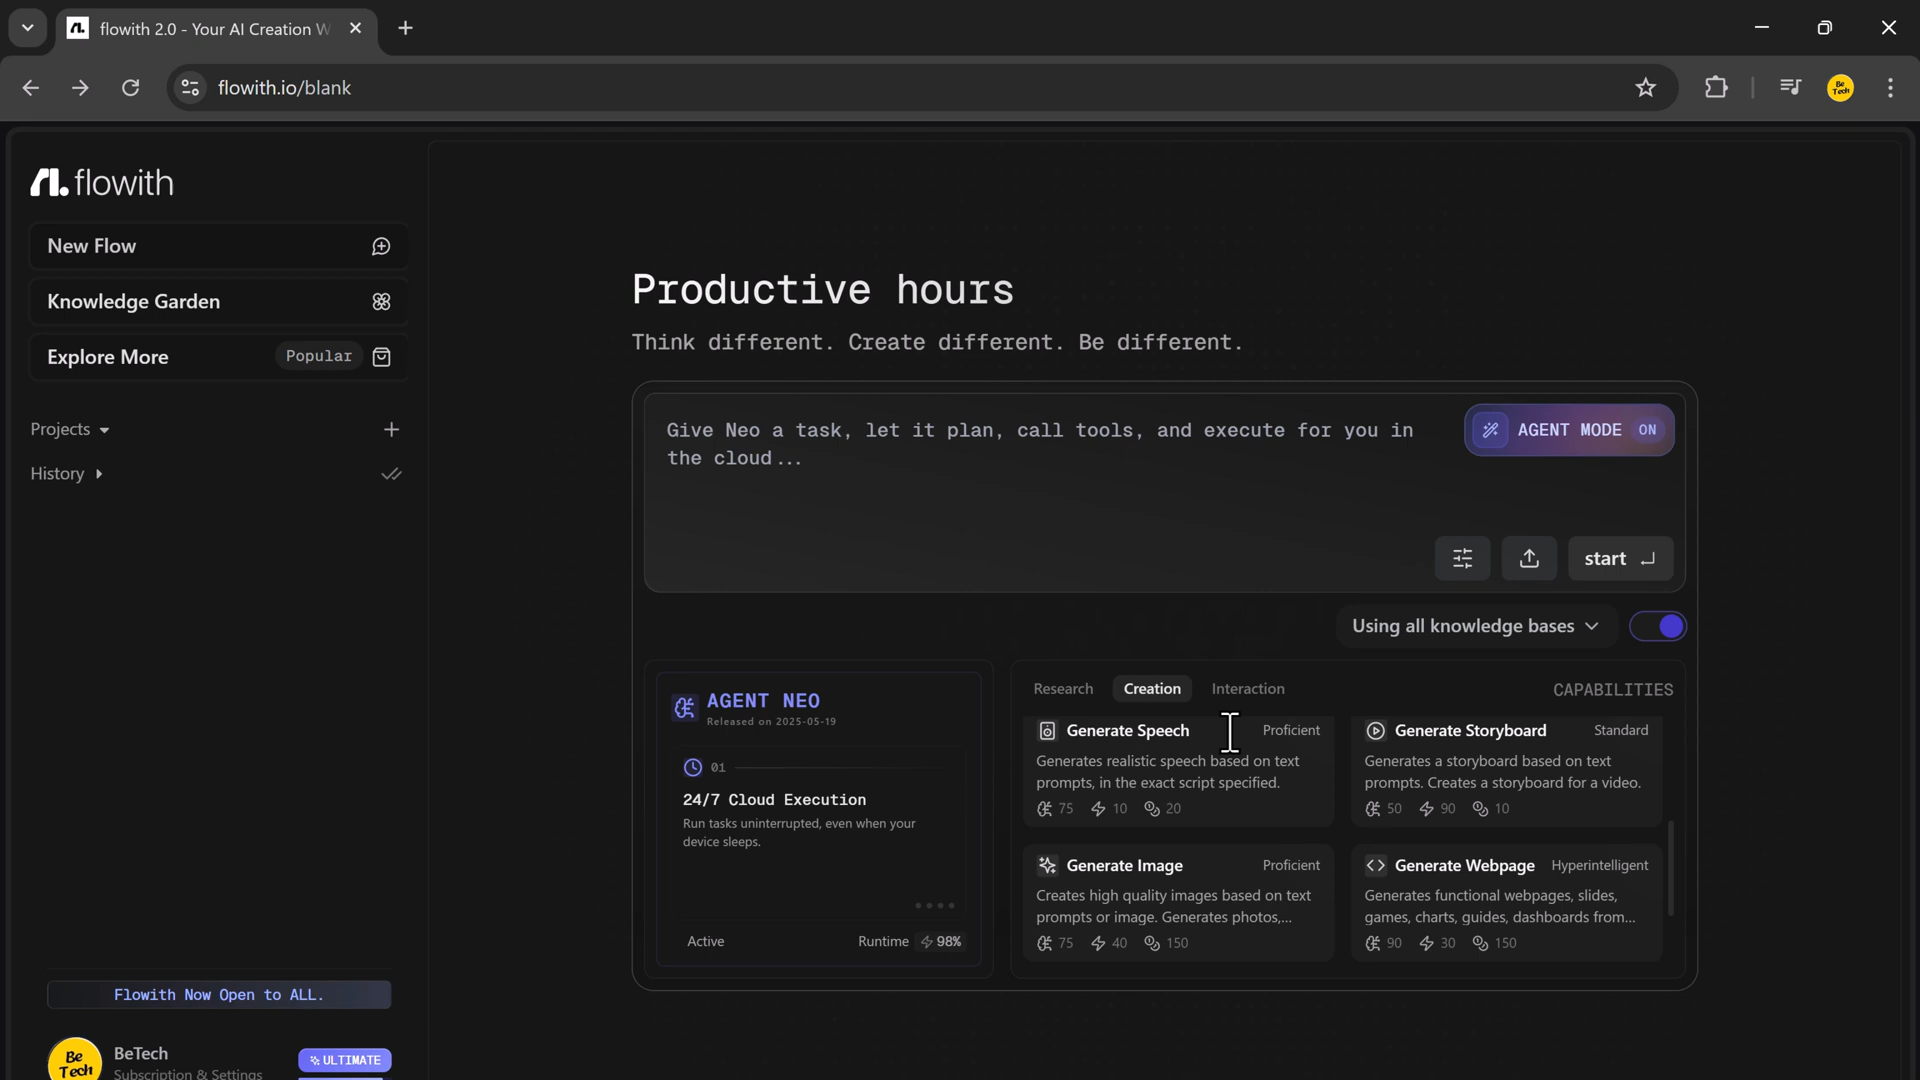 flowith 2.0 - Your AI Creation W
flowith.io/blank
Be Tech
flowith
New Flow
Knowledge Garden
Explore More
Popular
Projects
History
Productive hours
Think different. Create different. Be different.
Give Neo a task, let it plan, call tools, and execute for you in
the cloud...
AGENT MODE ON
start
Using all knowledge bases
AGENT NEO
Released on 2025-05-19
01
24/7 Cloud Execution
Run tasks uninterrupted, even when your
device sleeps.
Active
Runtime 98%
Research
Creation
Interaction
CAPABILITIES
Generate Speech
Proficient
Generates realistic speech based on text
prompts, in the exact script specified.
75 10 20
Generate Storyboard
Standard
Generates a storyboard based on text
prompts. Creates a storyboard for a video.
50 90 10
Generate Image
Proficient
Creates high quality images based on text
prompts or image. Generates photos,...
75 40 150
Generate Webpage
Hyperintelligent
Generates functional webpages, slides,
games, charts, guides, dashboards from...
90 30 150
Flowith Now Open to ALL.
Be
Tech
BeTech
Subscription & Settings
ULTIMATE